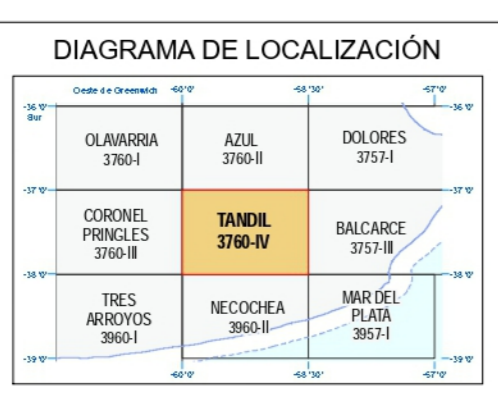 DIAGRAMA DE LOCALIZACIÓN
Oeste de Greenwich
-60°0'
-58°30'
-57°0'
-36°0'
Sur
-36°0'
OLAVARRIA
3760-I
AZUL
3760-II
DOLORES
3757-I
-37°0'
-37°0'
CORONEL
PRINGLES
3760-III
TANDIL
3760-IV
BALCARCE
3757-III
-38°0'
-38°0'
TRES
ARROYOS
3960-I
NECOCHEA
3960-II
MAR DEL
PLATA
3957-I
-39°0'
-39°0'
-60°0'
-58°30'
-57°0'